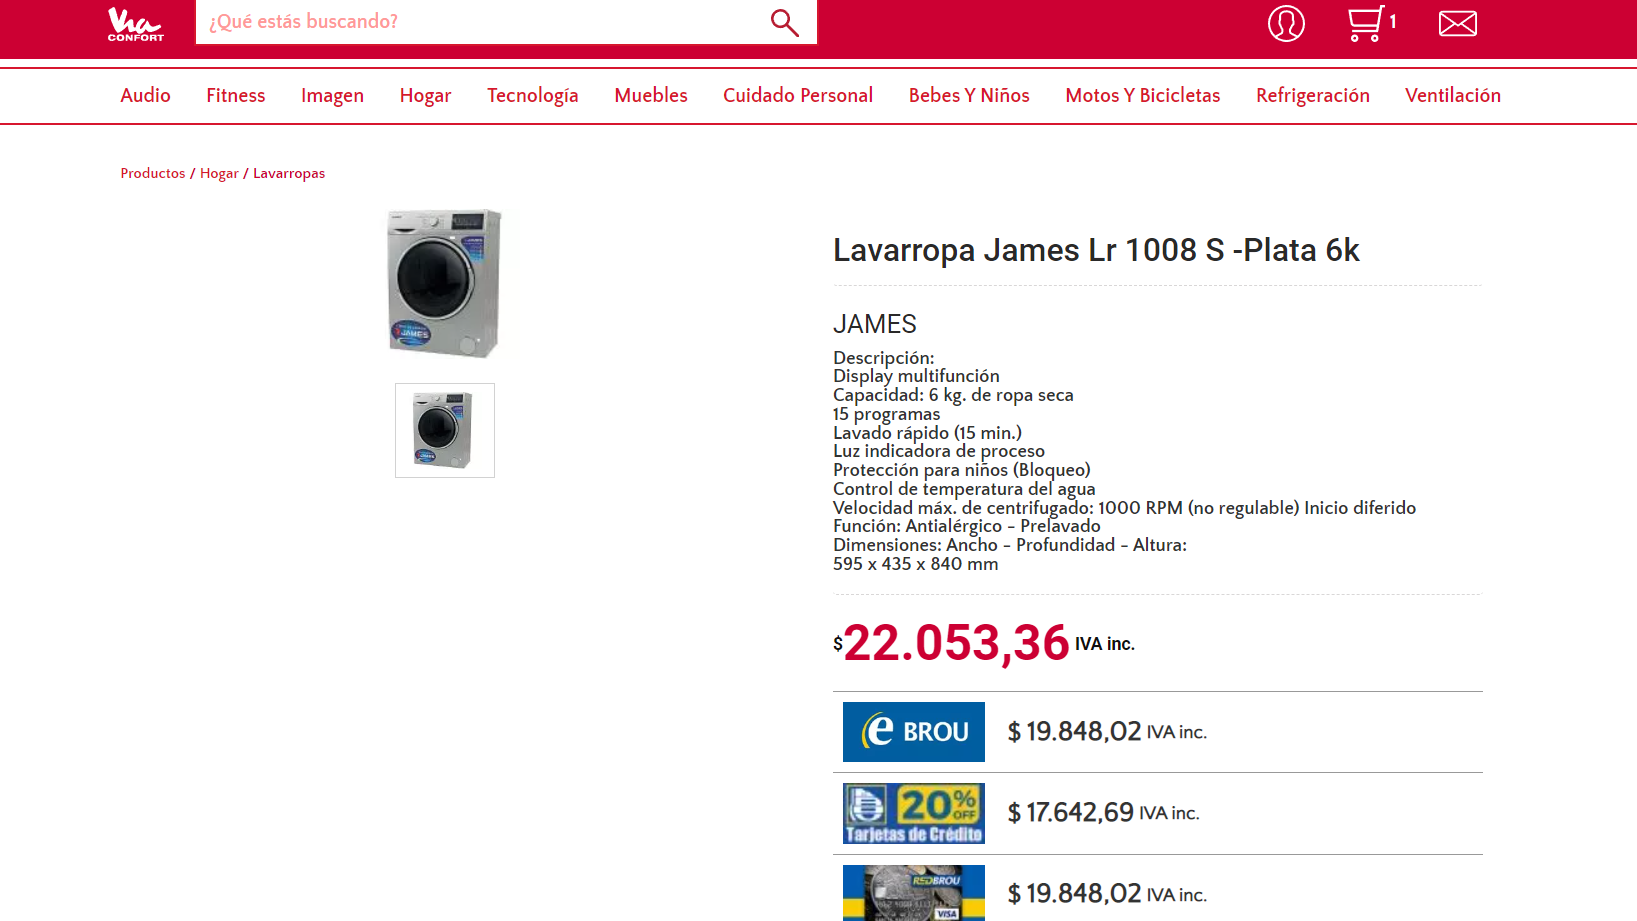 Via
CONFORT
¿Qué estás buscando?
1
Audio Fitness Imagen Hogar Tecnología Muebles Cuidado Personal Bebes Y Niños Motos Y Bicicletas Refrigeración Ventilación
Productos / Hogar / Lavarropas
Lavarropa James Lr 1008 S -Plata 6k
JAMES
JAMES
Descripción:
Display multifunción
Capacidad: 6 kg. de ropa seca
15 programas
Lavado rápido (15 min.)
Luz indicadora de proceso
Protección para niños (Bloqueo)
Control de temperatura del agua
Velocidad máx. de centrifugado: 1000 RPM (no regulable) Inicio diferido
Función: Antialérgico - Prelavado
Dimensiones: Ancho - Profundidad - Altura:
595 x 435 x 840 mm
$22.053,36 IVA inc.
e BROU $ 19.848,02 IVA inc.
20% OFF
Tarjetas de Crédito
$ 17.642,69 IVA inc.
REDBROU
VISA
$ 19.848,02 IVA inc.